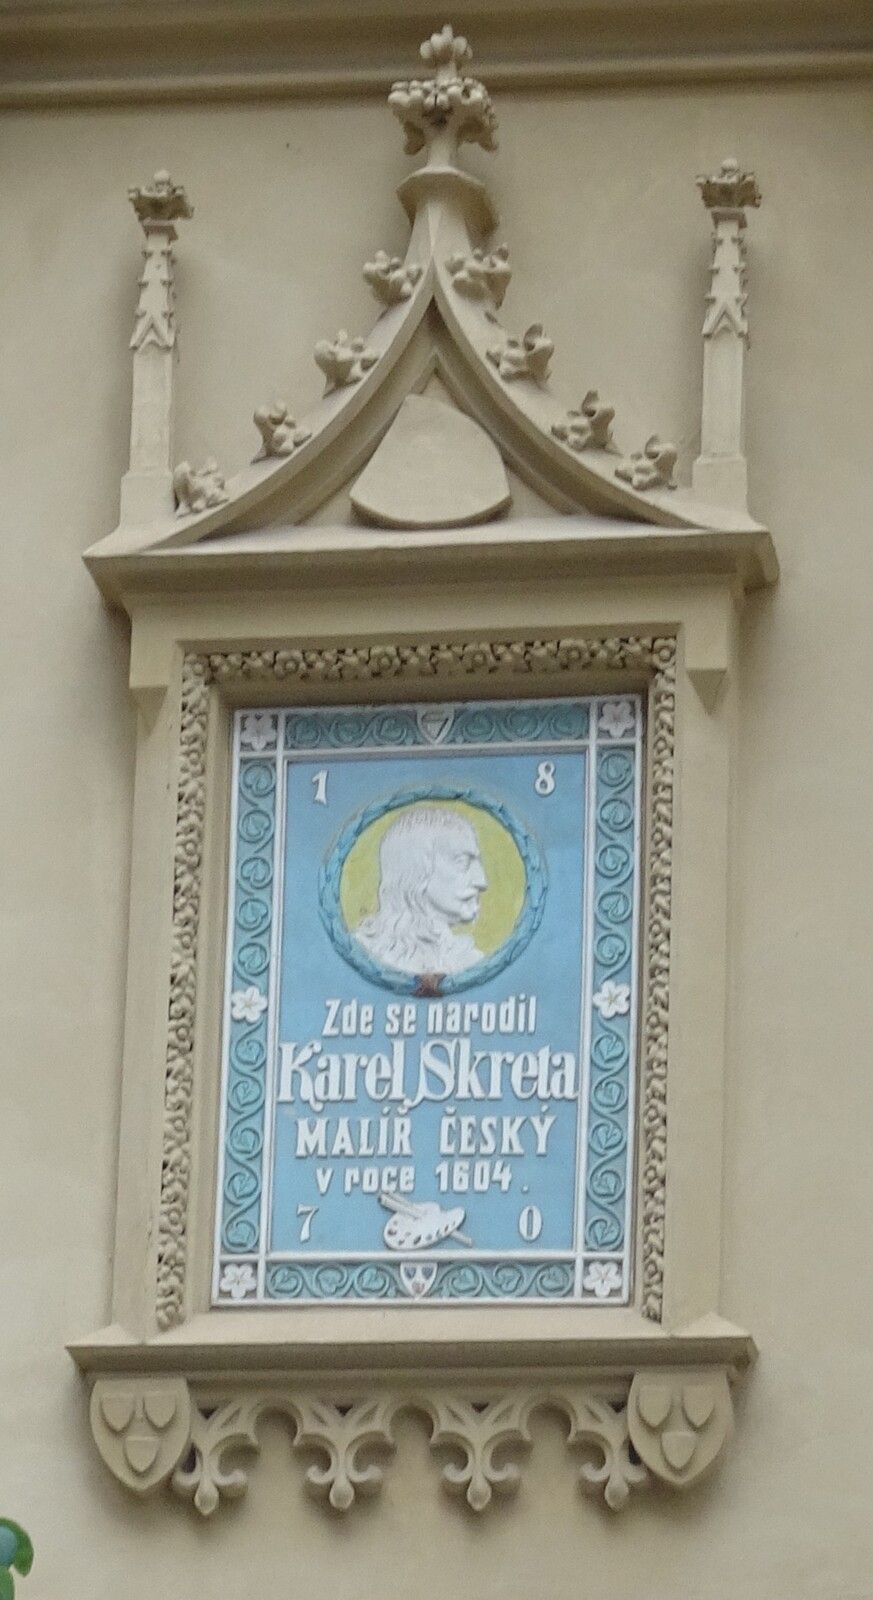 1 8
Zde se narodil
Karel Skreta
MALÍŘ ČESKÝ
v roce 1604.
7 0